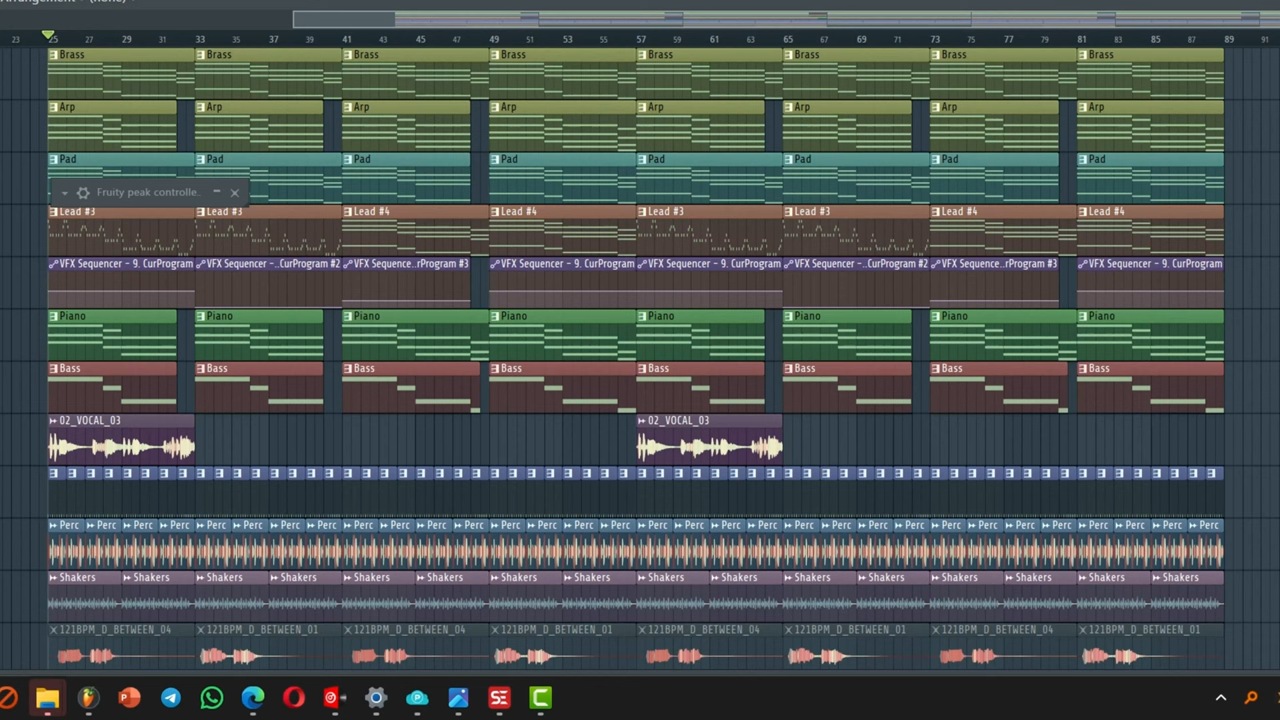 23 25 27 29 31 33 35 37 39 41 43 45 47 49 51 53 55 57 59 61 63 65 67 69 71 73 75 77 79 81 83 85 87 89 91
Brass Brass Brass Brass Brass Brass Brass Brass
Arp Arp Arp Arp Arp Arp Arp Arp
Pad Pad Pad Pad Pad Pad Pad Pad
Fruity peak controlle..
Lead #3 Lead #3 Lead #4 Lead #4 Lead #3 Lead #3 Lead #4 Lead #4
VFX Sequencer - 9. CurProgram VFX Sequencer -..CurProgram #2 VFX Sequence..rProgram #3 VFX Sequencer - 9. CurProgram VFX Sequencer - 9. CurProgram VFX Sequencer -..CurProgram #2 VFX Sequence..rProgram #3 VFX Sequencer - 9. CurProgram
Piano Piano Piano Piano Piano Piano Piano Piano
Bass Bass Bass Bass Bass Bass Bass Bass
02_VOCAL_03 02_VOCAL_03
Perc Perc Perc Perc Perc Perc Perc Perc Perc Perc Perc Perc Perc Perc Perc Perc Perc Perc Perc Perc Perc Perc Perc Perc Perc Perc Perc Perc Perc Perc Perc Perc
Shakers Shakers Shakers Shakers Shakers Shakers Shakers Shakers Shakers Shakers Shakers Shakers Shakers Shakers Shakers Shakers
121BPM_D_BETWEEN_04 121BPM_D_BETWEEN_01 121BPM_D_BETWEEN_04 121BPM_D_BETWEEN_01 121BPM_D_BETWEEN_04 121BPM_D_BETWEEN_01 121BPM_D_BETWEEN_04 121BPM_D_BETWEEN_01